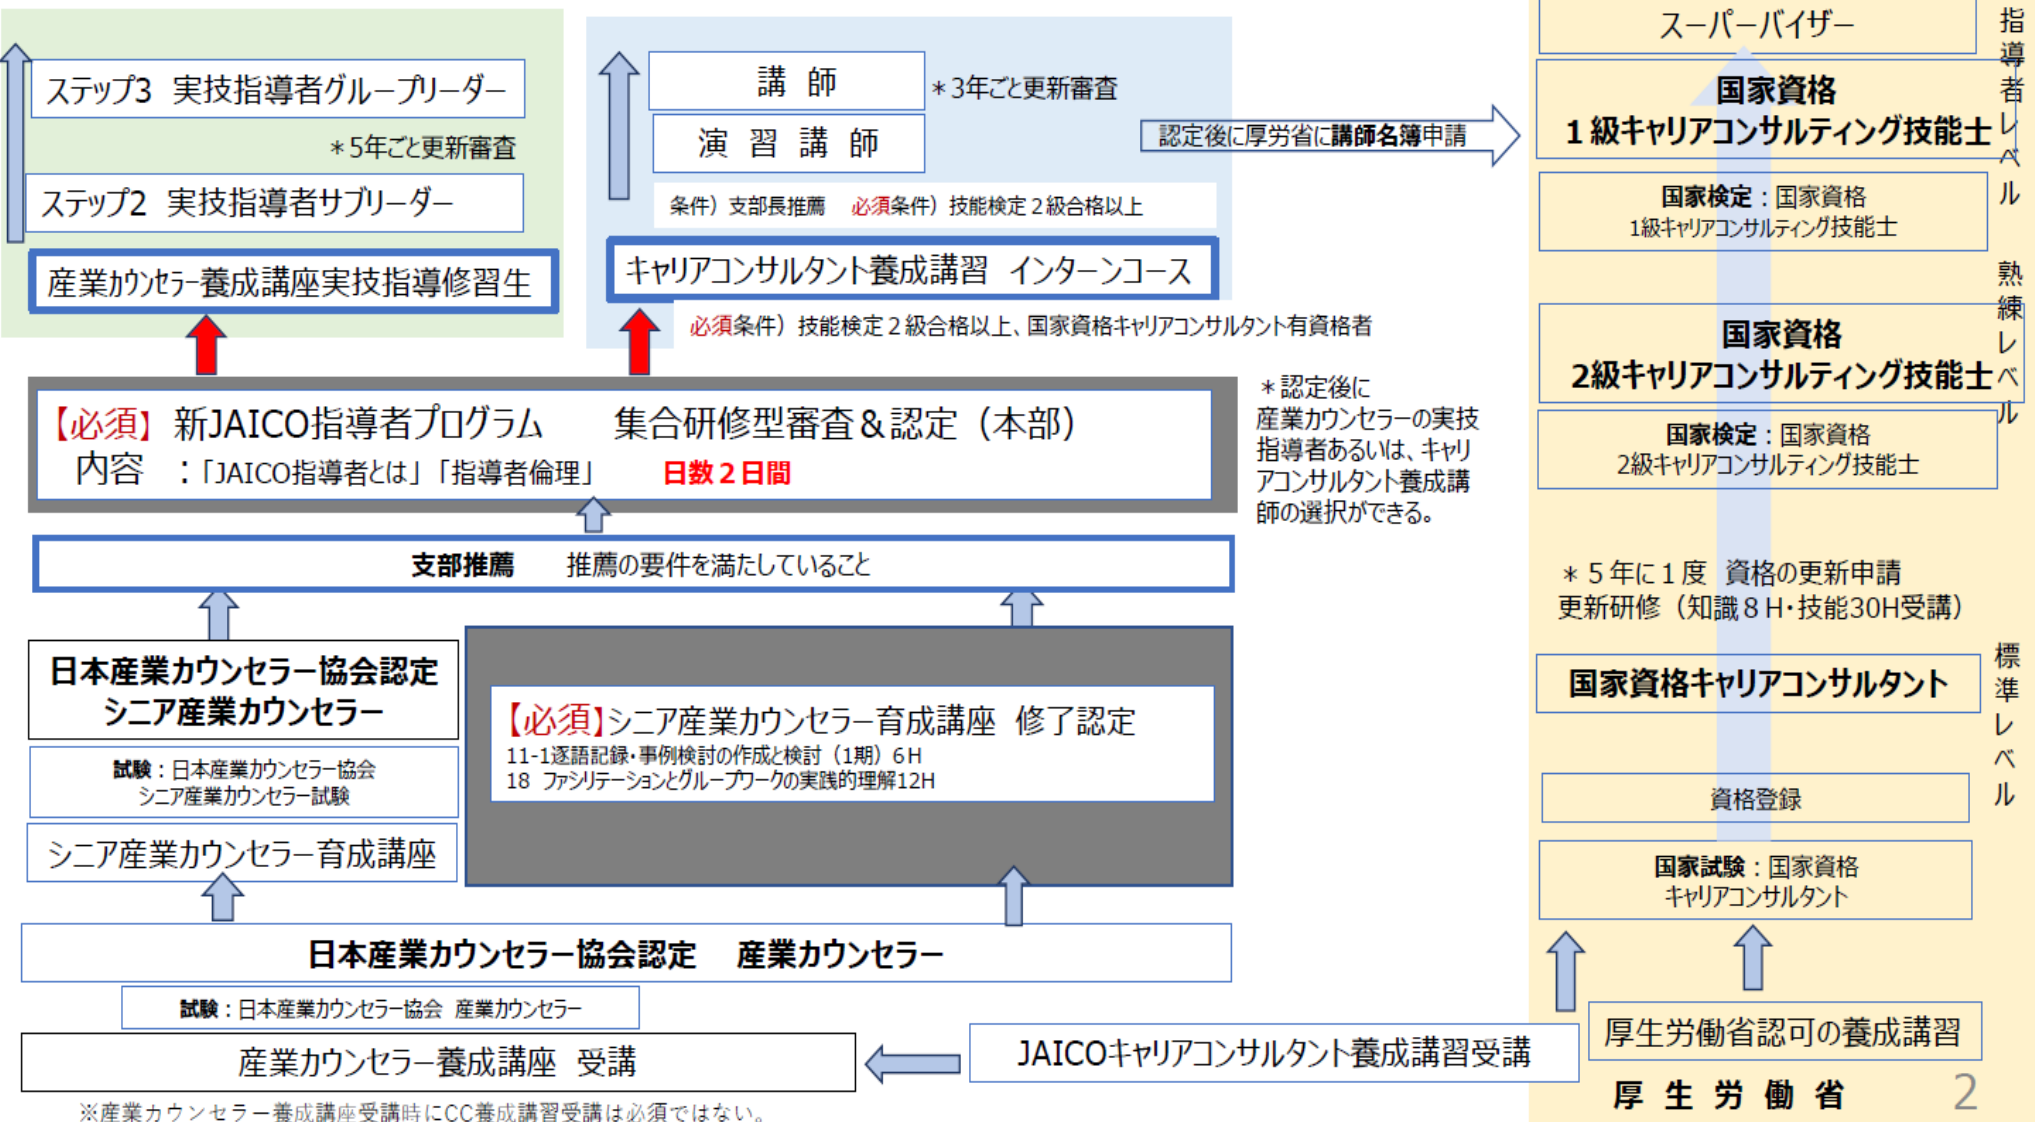 ステップ3 実技指導者グループリーダー
＊5年ごと更新審査
ステップ2 実技指導者サブリーダー
産業カウンセラー養成講座実技指導修習生
講 師
＊3年ごと更新審査
演 習 講 師
条件）支部長推薦 必須条件）技能検定２級合格以上
キャリアコンサルタント養成講習 インターンコース
必須条件）技能検定２級合格以上、国家資格キャリアコンサルタント有資格者
認定後に厚労省に講師名簿申請
【必須】新JAICO指導者プログラム 集合研修型審査＆認定（本部）
内容 ：「JAICO指導者とは」「指導者倫理」 日数２日間
＊認定後に
産業カウンセラーの実技
指導者あるいは、キャリ
アコンサルタント養成講
師の選択ができる。
支部推薦 推薦の要件を満たしていること
日本産業カウンセラー協会認定
シニア産業カウンセラー
試験：日本産業カウンセラー協会
シニア産業カウンセラー試験
シニア産業カウンセラー育成講座
【必須】シニア産業カウンセラー育成講座 修了認定
11-1逐語記録・事例検討の作成と検討（1期）６H
18 ファシリテーションとグループワークの実践的理解12H
日本産業カウンセラー協会認定 産業カウンセラー
試験：日本産業カウンセラー協会 産業カウンセラー
産業カウンセラー養成講座 受講
JAICOキャリアコンサルタント養成講習受講
※産業カウンセラー養成講座受講時にCC養成講習受講は必須ではない。
スーパーバイザー
国家資格
１級キャリアコンサルティング技能士
国家検定：国家資格
1級キャリアコンサルティング技能士
指導者レベル
国家資格
2級キャリアコンサルティング技能士
国家検定：国家資格
2級キャリアコンサルティング技能士
熟練レベル
＊５年に１度 資格の更新申請
更新研修（知識８H・技能30H受講）
国家資格キャリアコンサルタント
資格登録
国家試験：国家資格
キャリアコンサルタント
標準レベル
厚生労働省認可の養成講習
厚 生 労 働 省
2